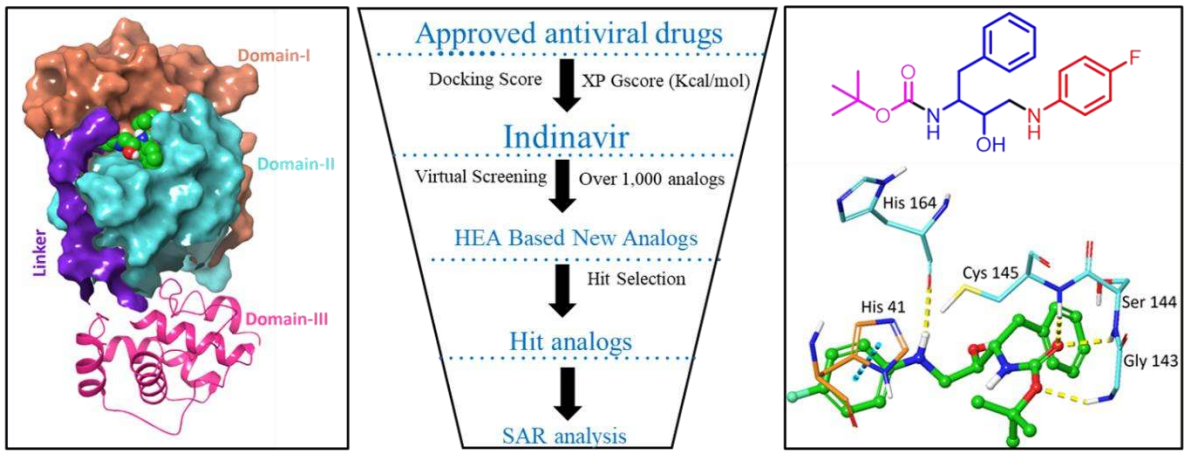 Domain-I
Domain-II
Linker
Domain-III
Approved antiviral drugs
Docking Score XP Gscore (Kcal/mol)
Indinavir
Virtual Screening Over 1,000 analogs
HEA Based New Analogs
Hit Selection
Hit analogs
SAR analysis
O
O
N
H
OH
H
N
F
His 164
Cys 145
Ser 144
His 41
Gly 143